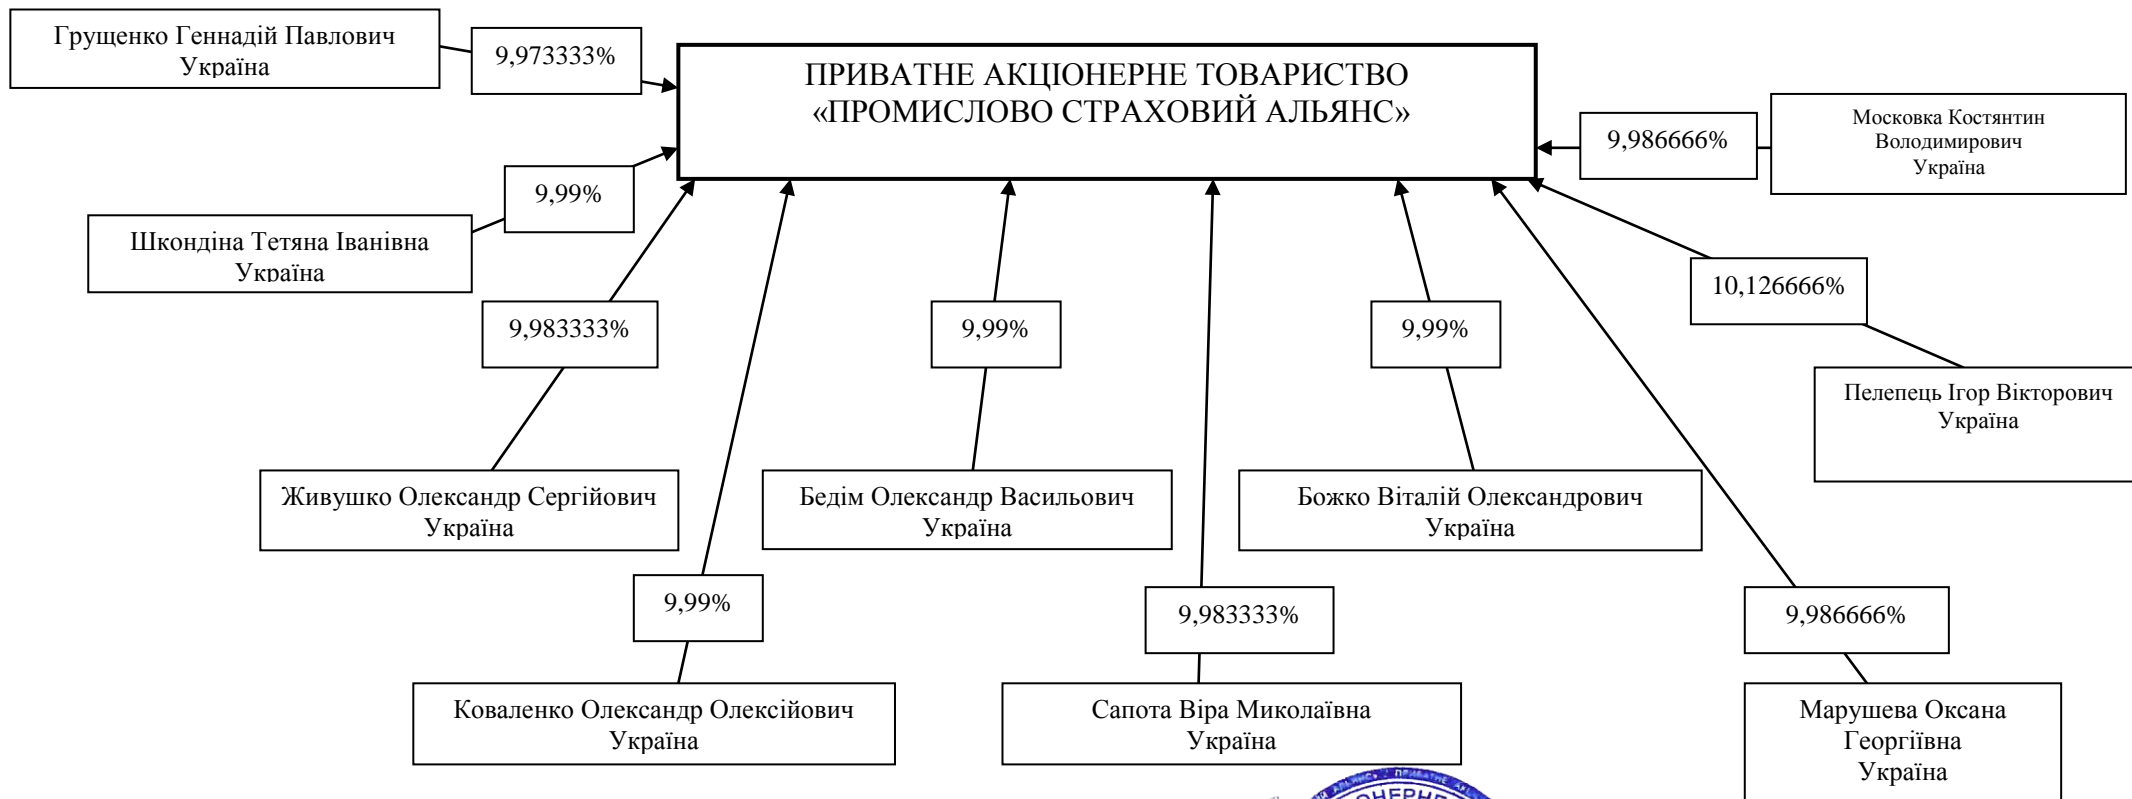 Грущенко Геннадій Павлович
Україна
9,973333%
ПРИВАТНЕ АКЦІОНЕРНЕ ТОВАРИСТВО
«ПРОМИСЛОВО СТРАХОВИЙ АЛЬЯНС»
9,986666%
Московка Костянтин
Володимирович
Україна
9,99%
Шкондіна Тетяна Іванівна
Україна
10,126666%
9,983333%
9,99%
9,99%
Пелепець Ігор Вікторович
Україна
Живушко Олександр Сергійович
Україна
Бедім Олександр Васильович
Україна
Божко Віталій Олександрович
Україна
9,99%
9,983333%
9,986666%
Коваленко Олександр Олексійович
Україна
Сапота Віра Миколаївна
Україна
Марушева Оксана
Георгіївна
Україна